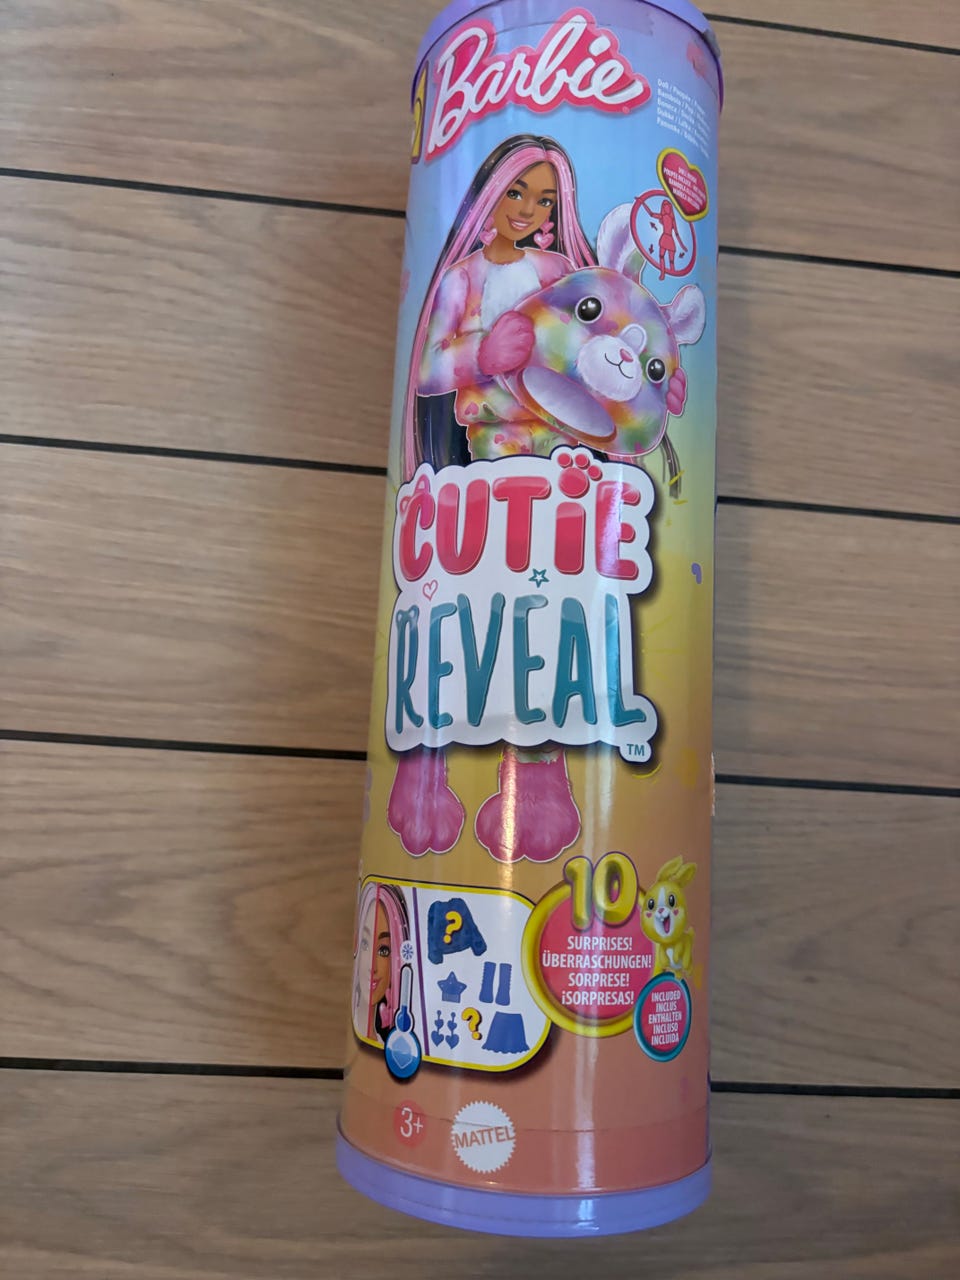 Barbie
CUTiE
REVEAL
TM
10
SURPRISES!
ÜBERRASCHUNGEN!
SORPRESE!
¡SORPRESAS!
INCLUDED
INCLUS
ENTHALTEN
INCLUSO
INCLUIDA
?
?
3+
MATTEL